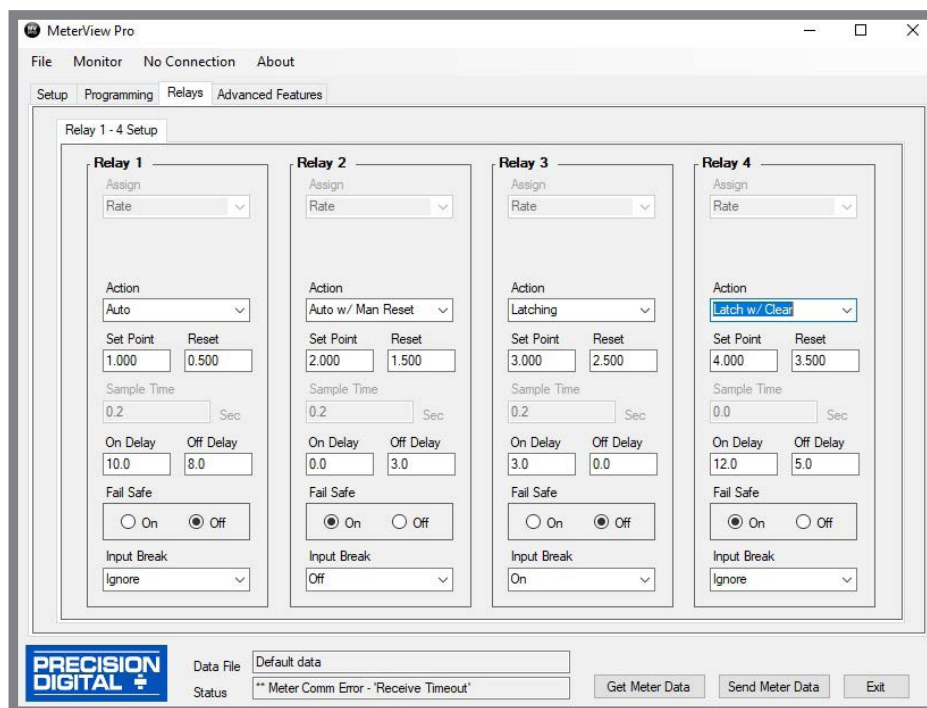 MeterView Pro
File Monitor No Connection About
Setup Programming Relays Advanced Features
Relay 1 - 4 Setup
Relay 1
Assign
Rate
Action
Auto
Set Point Reset
1.000 0.500
Sample Time
0.2 Sec
On Delay Off Delay
10.0 8.0
Fail Safe
On Off
Input Break
Ignore
Relay 2
Assign
Rate
Action
Auto w/ Man Reset
Set Point Reset
2.000 1.500
Sample Time
0.2 Sec
On Delay Off Delay
0.0 3.0
Fail Safe
On Off
Input Break
Off
Relay 3
Assign
Rate
Action
Latching
Set Point Reset
3.000 2.500
Sample Time
0.2 Sec
On Delay Off Delay
3.0 0.0
Fail Safe
On Off
Input Break
On
Relay 4
Assign
Rate
Action
Latch w/ Clear
Set Point Reset
4.000 3.500
Sample Time
0.0 Sec
On Delay Off Delay
12.0 5.0
Fail Safe
On Off
Input Break
Ignore
PRECISION
DIGITAL
Data File Default data
Status ** Meter Comm Error - 'Receive Timeout'
Get Meter Data Send Meter Data Exit